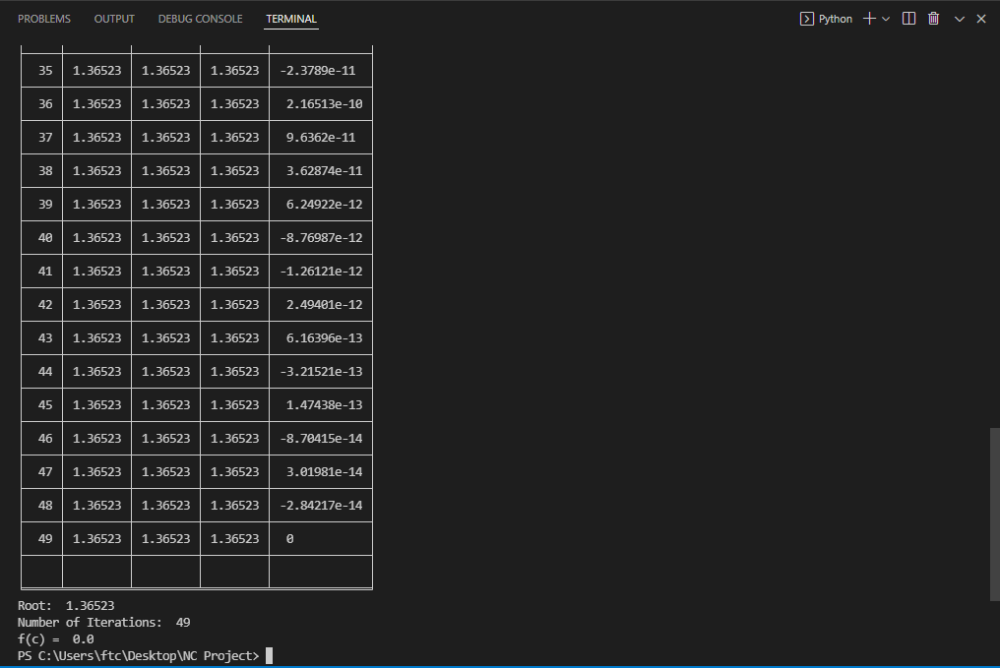 PROBLEMS OUTPUT DEBUG CONSOLE TERMINAL Python
35 1.36523 1.36523 1.36523 -2.3789e-11
36 1.36523 1.36523 1.36523 2.16513e-10
37 1.36523 1.36523 1.36523 9.6362e-11
38 1.36523 1.36523 1.36523 3.62874e-11
39 1.36523 1.36523 1.36523 6.24922e-12
40 1.36523 1.36523 1.36523 -8.76987e-12
41 1.36523 1.36523 1.36523 -1.26121e-12
42 1.36523 1.36523 1.36523 2.49401e-12
43 1.36523 1.36523 1.36523 6.16396e-13
44 1.36523 1.36523 1.36523 -3.21521e-13
45 1.36523 1.36523 1.36523 1.47438e-13
46 1.36523 1.36523 1.36523 -8.70415e-14
47 1.36523 1.36523 1.36523 3.01981e-14
48 1.36523 1.36523 1.36523 -2.84217e-14
49 1.36523 1.36523 1.36523 0
Root: 1.36523
Number of Iterations: 49
f(c) = 0.0
PS C:\Users\ftc\Desktop\NC Project>